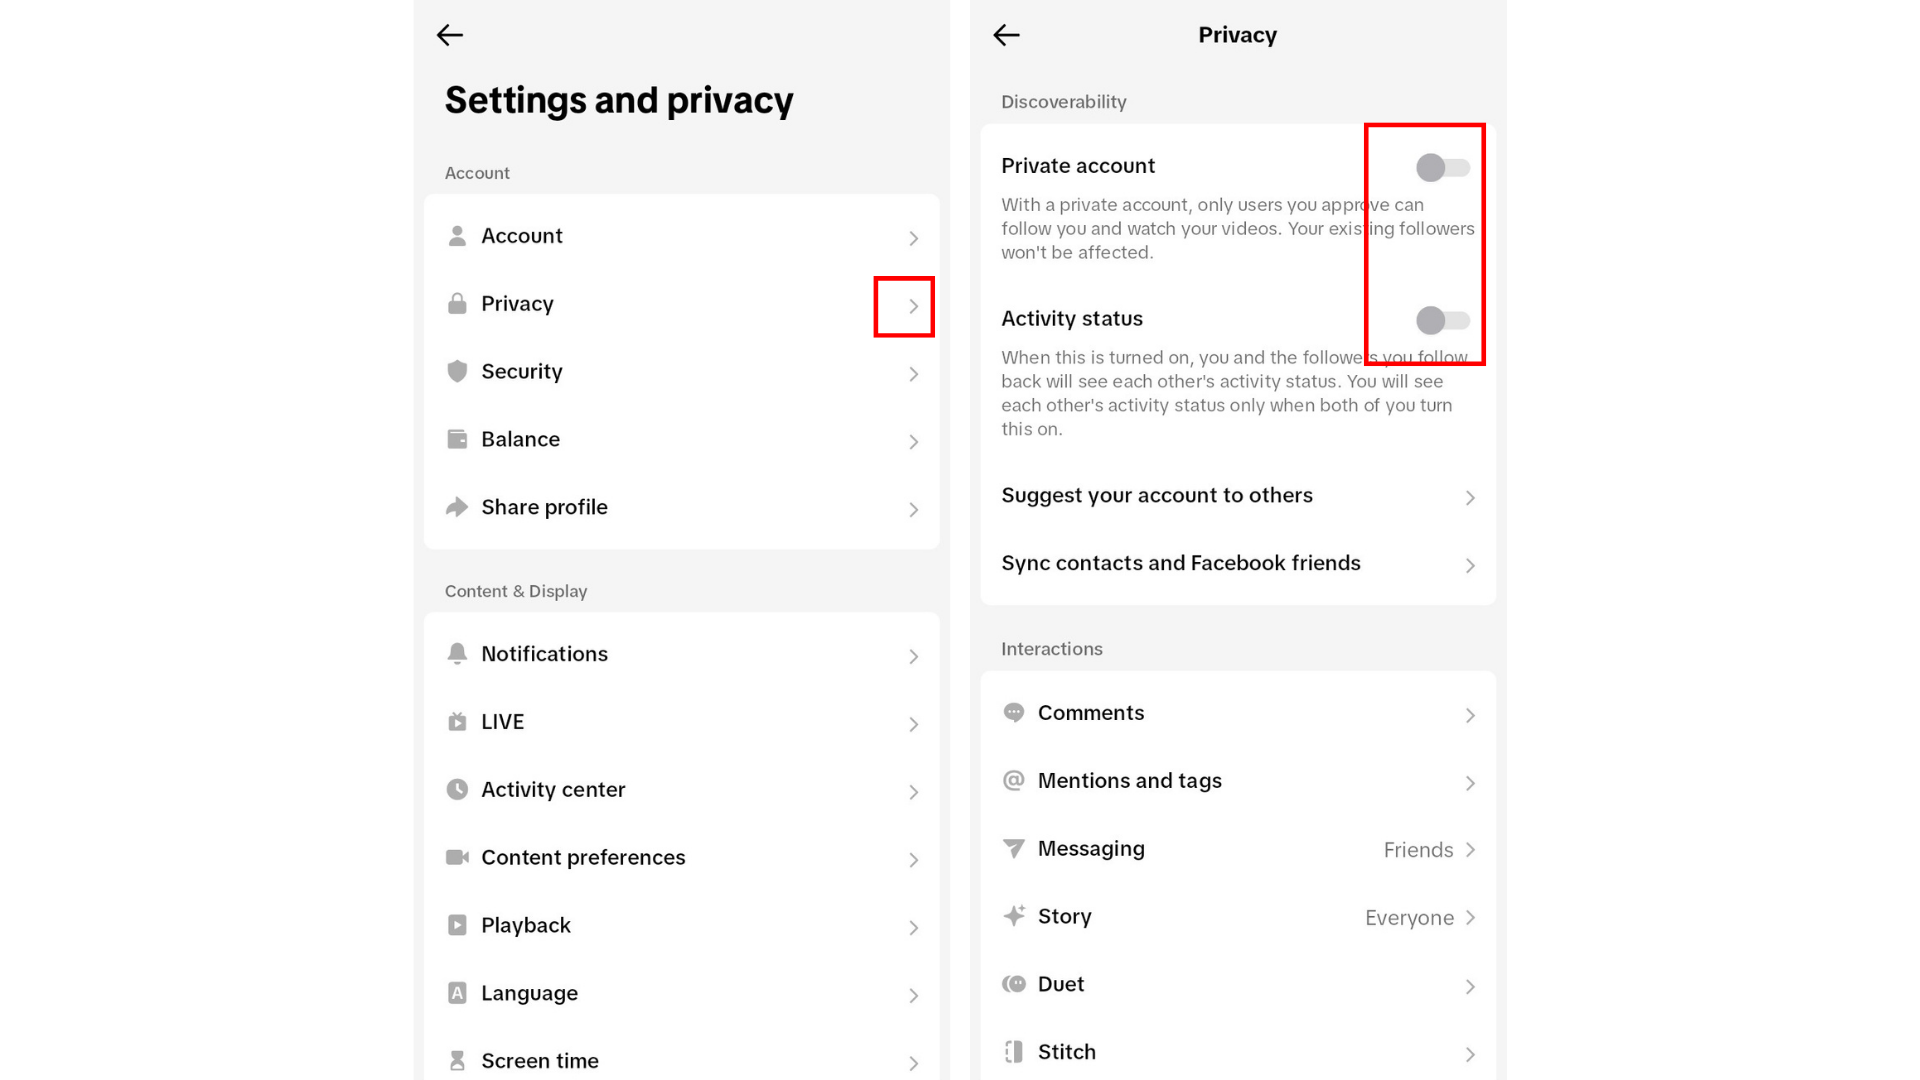 Settings and privacy
Account
Account
Privacy
Security
Balance
Share profile
Content & Display
Notifications
LIVE
Activity center
Content preferences
Playback
A Language
Screen time
Privacy
Discoverability
Private account
With a private account, only users you approve can
follow you and watch your videos. Your existing followers
won't be affected.
Activity status
When this is turned on, you and the followers you follow
back will see each other's activity status. You will see
each other's activity status only when both of you turn
this on.
Suggest your account to others
Sync contacts and Facebook friends
Interactions
Comments
@ Mentions and tags
Messaging Friends
Story Everyone
Duet
Stitch